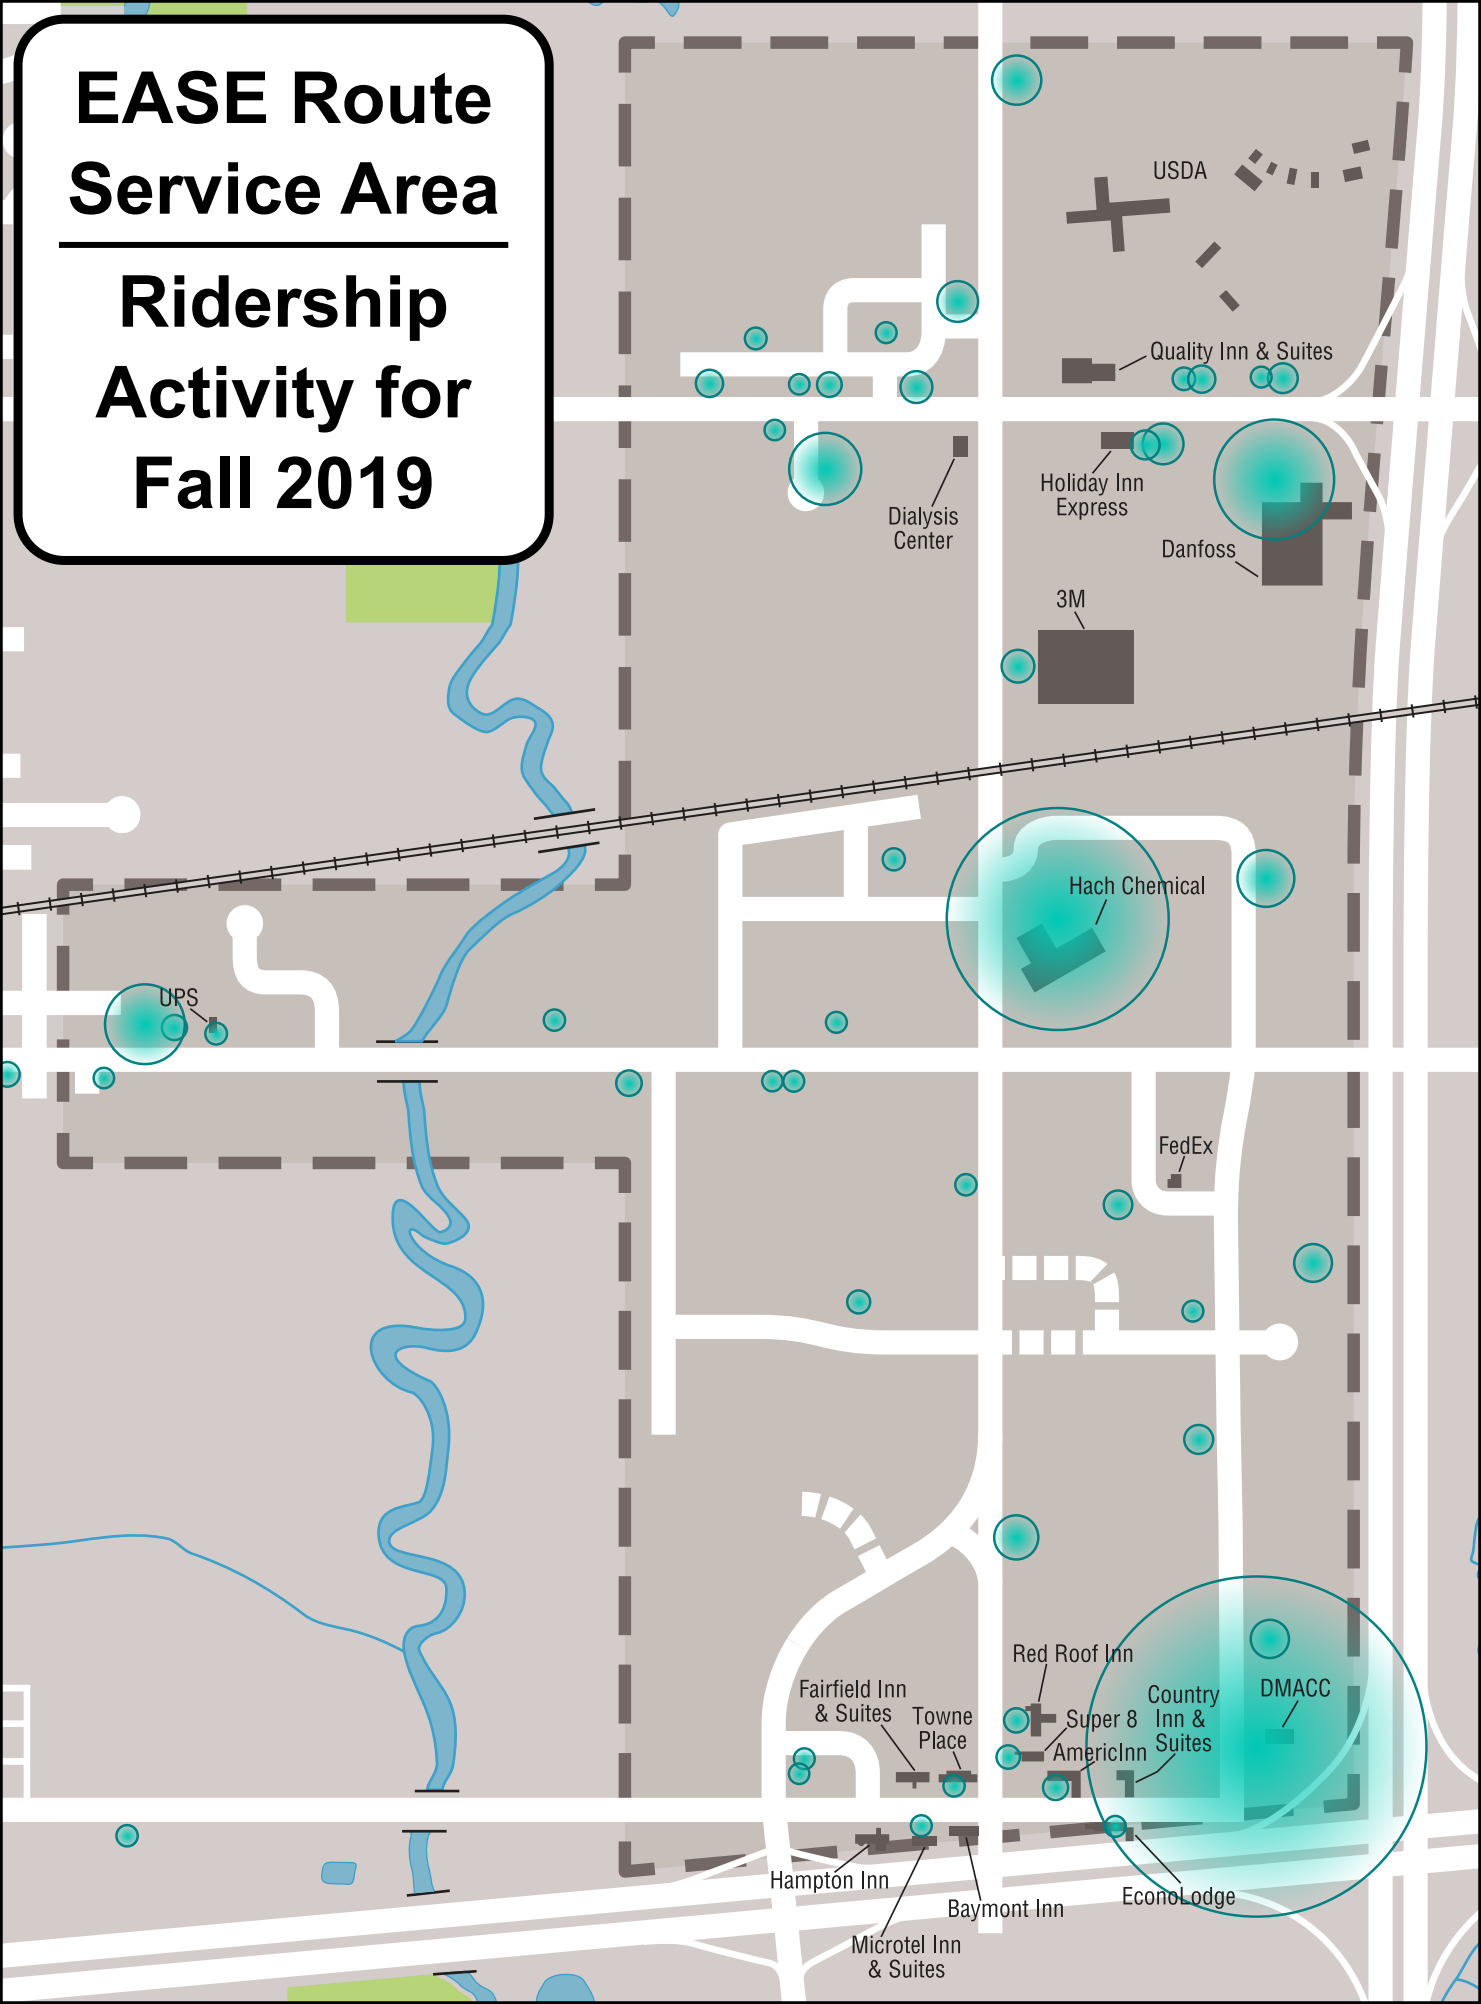 EASE Route
Service Area
Ridership
Activity for
Fall 2019
USDA
Quality Inn & Suites
Holiday Inn
Express
Dialysis
Center
Danfoss
3M
Hach Chemical
UPS
FedEx
Red Roof Inn
Fairfield Inn
& Suites
Towne
Place
Super 8
Country
Inn &
Suites
DMACC
AmericInn
Hampton Inn
Baymont Inn
EconoLodge
Microtel Inn
& Suites